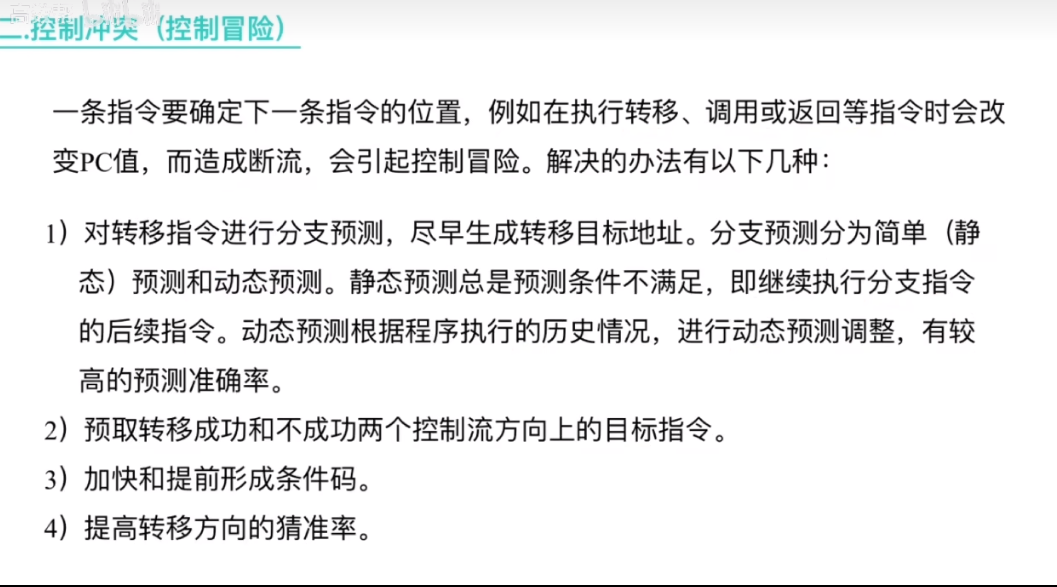 二.控制冲突（控制冒险）
一条指令要确定下一条指令的位置，例如在执行转移、调用或返回等指令时会改
变PC值，而造成断流，会引起控制冒险。解决的办法有以下几种：
1）对转移指令进行分支预测，尽早生成转移目标地址。分支预测分为简单（静
态）预测和动态预测。静态预测总是预测条件不满足，即继续执行分支指令
的后续指令。动态预测根据程序执行的历史情况，进行动态预测调整，有较
高的预测准确率。
2）预取转移成功和不成功两个控制流方向上的目标指令。
3）加快和提前形成条件码。
4）提高转移方向的猜准率。